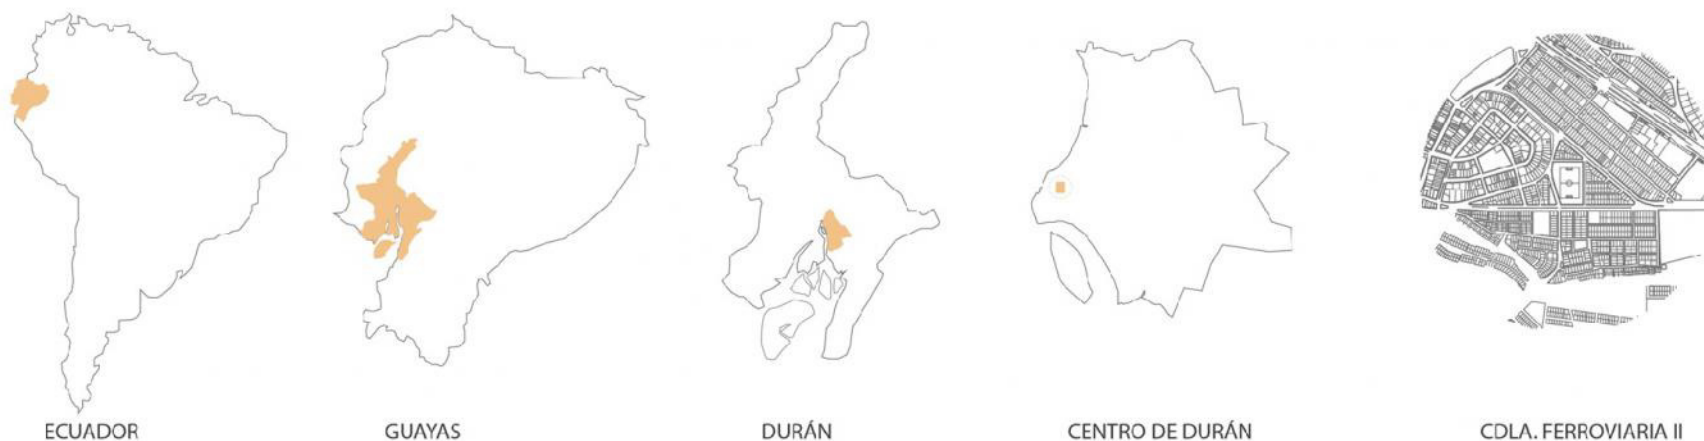 ECUADOR
GUAYAS
DURÁN
CENTRO DE DURÁN
CDLA. FERROVIARIA II